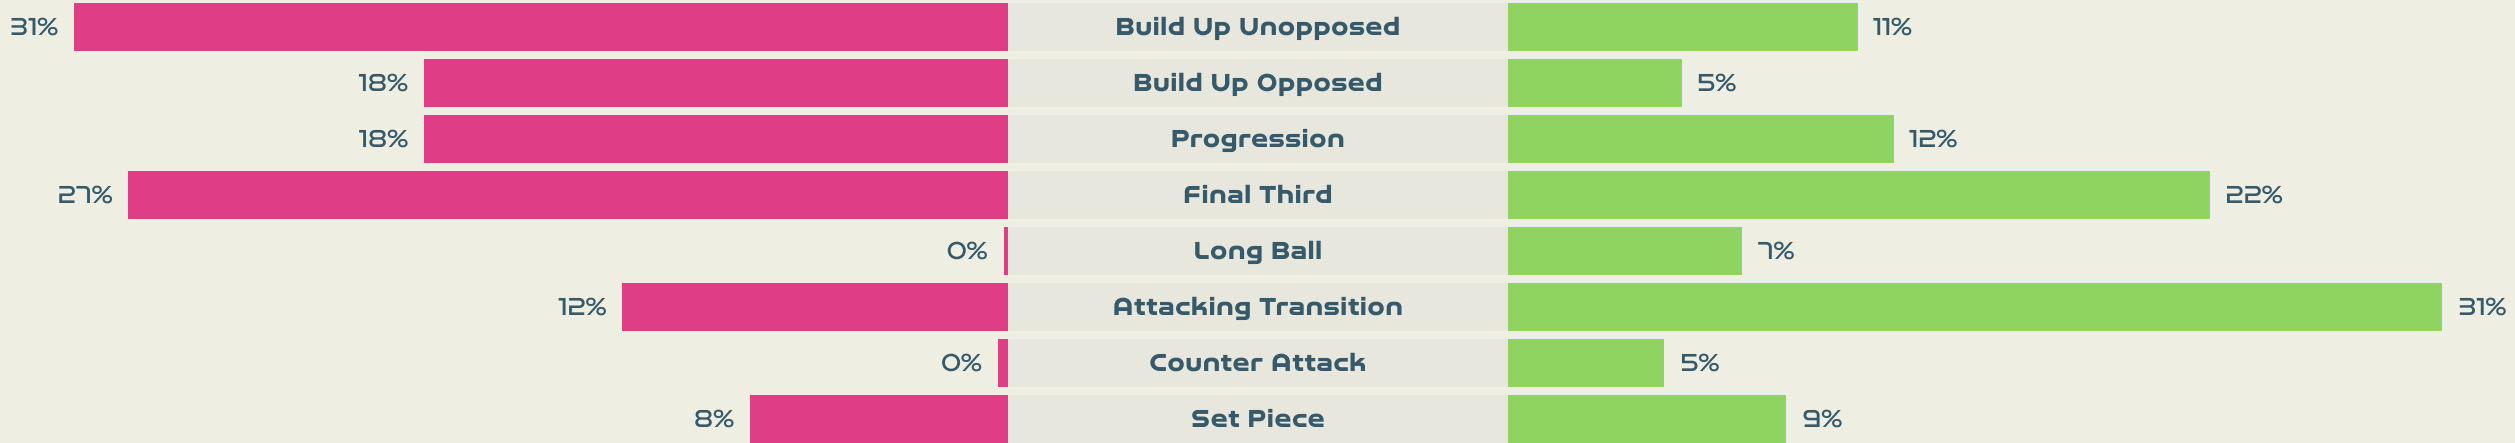 31% Build Up Unopposed 11%
18% Build Up Opposed 5%
18% Progression 12%
27% Final Third 22%
0% Long Ball 7%
12% Attacking Transition 31%
0% Counter Attack 5%
8% Set Piece 9%